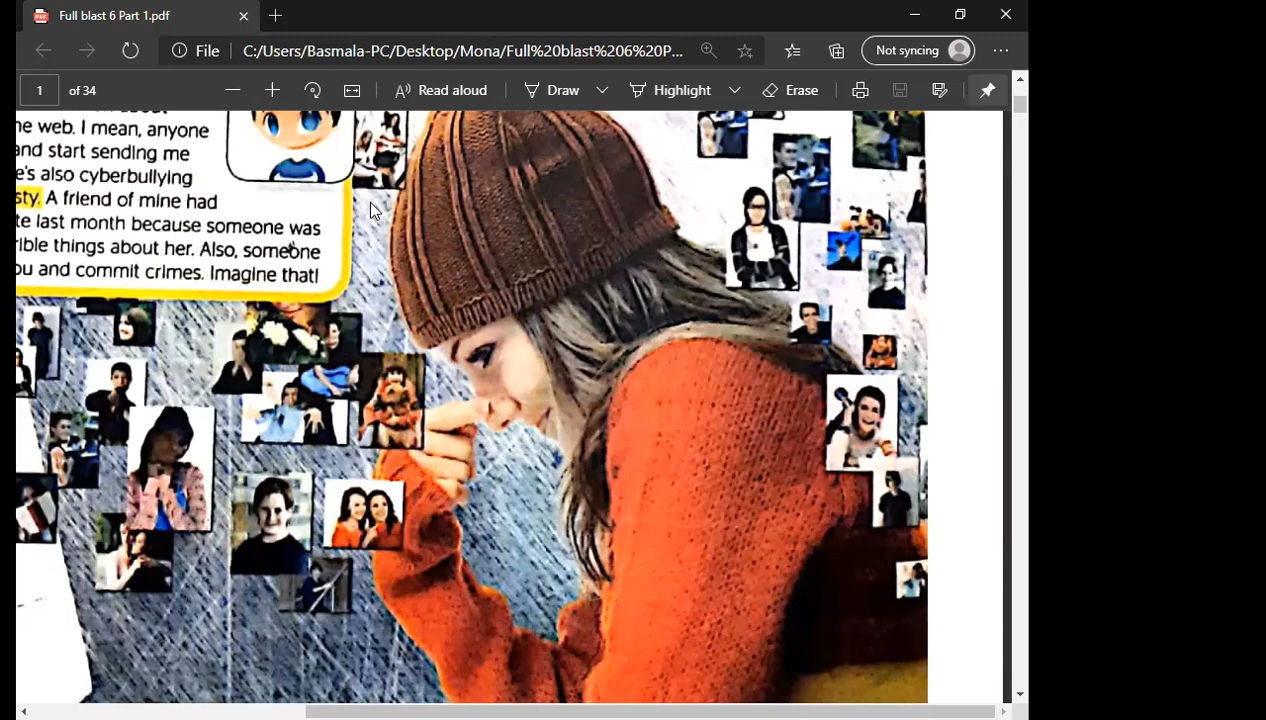 Full blast 6 Part 1.pdf
File C:/Users/Basmala-PC/Desktop/Mona/Full%20blast%206%20P... Not syncing
1 of 34 Read aloud Draw Highlight Erase
ne web. I mean, anyone
and start sending me
e's also cyberbullying
sty. A friend of mine had
te last month because someone was
rible things about her. Also, someone
ou and commit crimes. Imagine that!